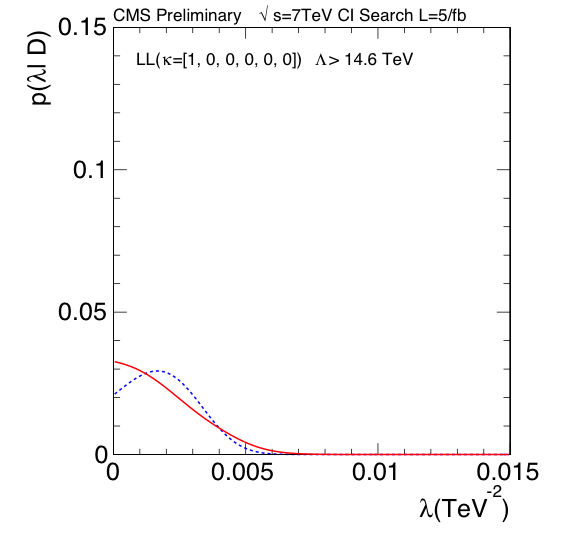 CMS Preliminary √ s=7TeV CI Search L=5/fb
LL(κ=[1, 0, 0, 0, 0, 0]) Λ > 14.6 TeV
p(λ| D)
0.15
0.1
0.05
0
0 0.005 0.01 0.015
λ(TeV⁻²)